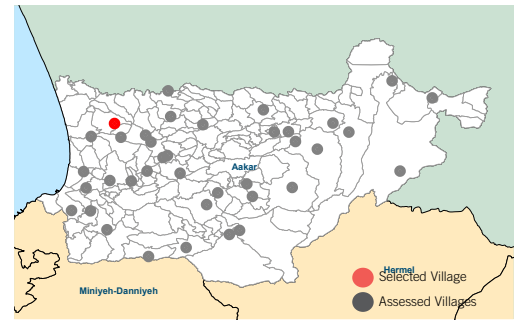 Aakar
Hermel
Selected Village
Miniyeh-Danniyeh
Assessed Villages